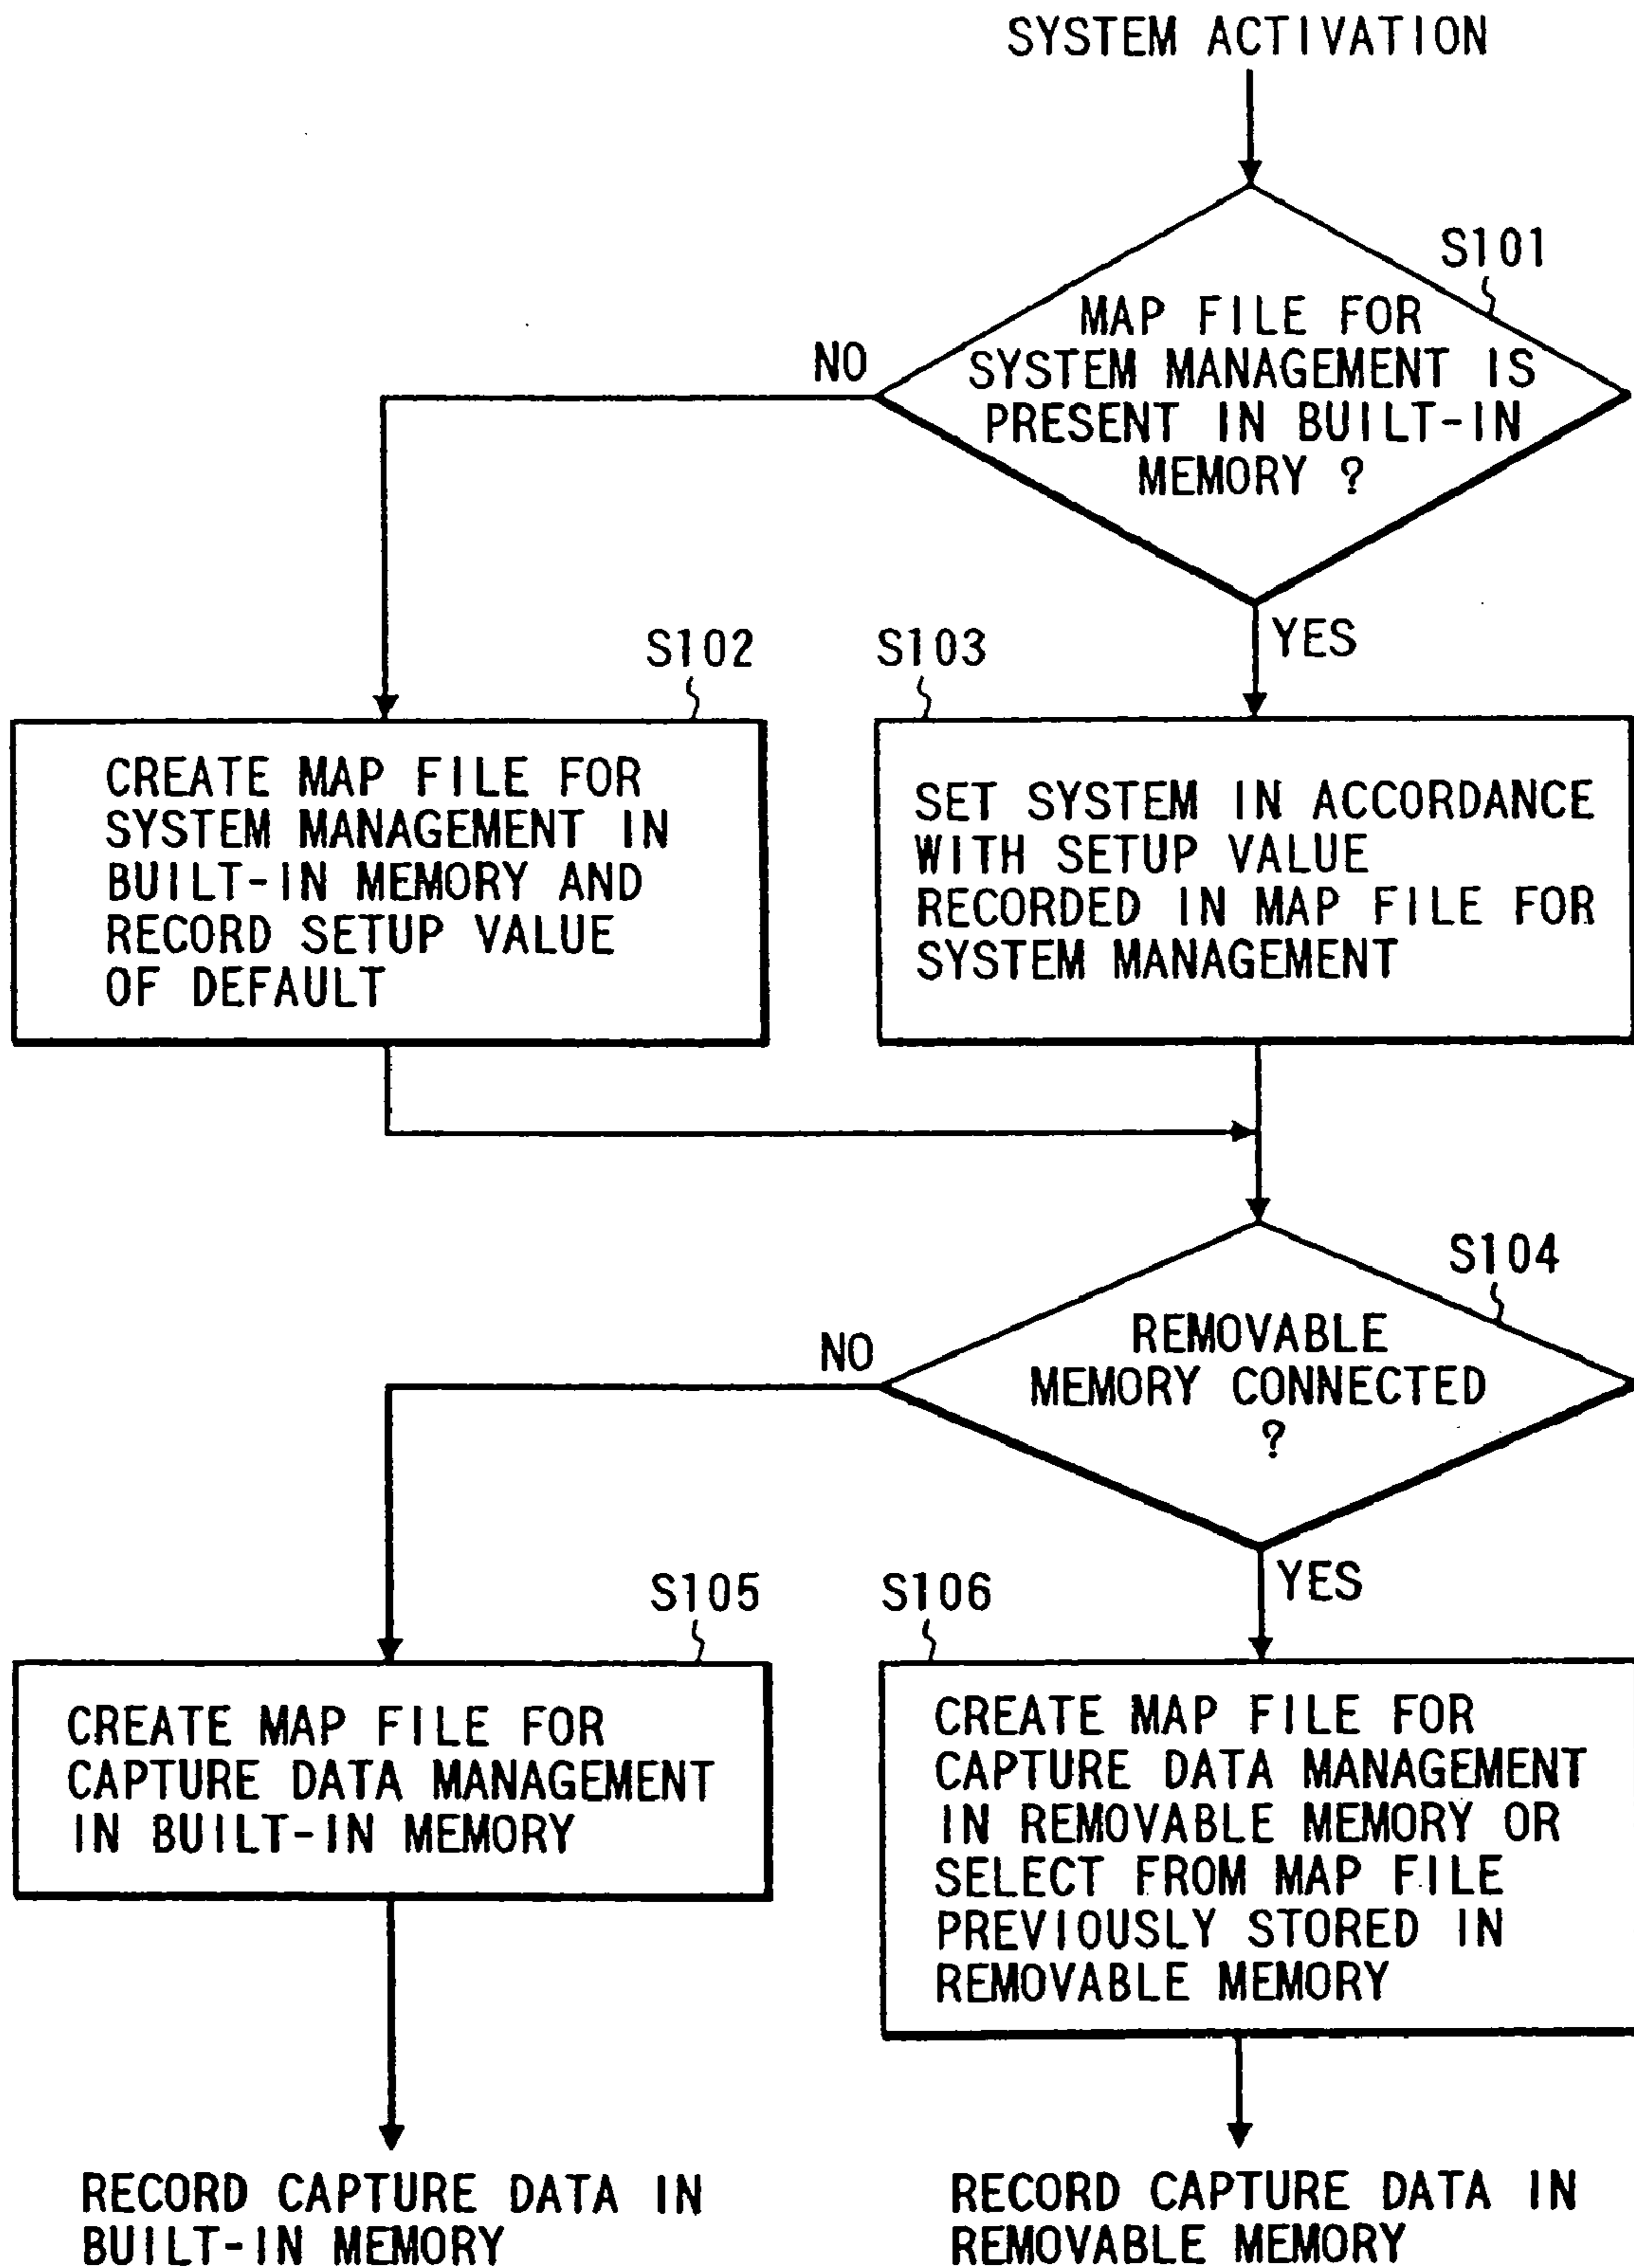 SYSTEM ACTIVATION
S101
MAP FILE FOR
SYSTEM MANAGEMENT IS
PRESENT IN BUILT-IN
MEMORY ?
NO
YES
S102
CREATE MAP FILE FOR
SYSTEM MANAGEMENT IN
BUILT-IN MEMORY AND
RECORD SETUP VALUE
OF DEFAULT
S103
SET SYSTEM IN ACCORDANCE
WITH SETUP VALUE
RECORDED IN MAP FILE FOR
SYSTEM MANAGEMENT
S104
REMOVABLE
MEMORY CONNECTED
?
NO
YES
S105
CREATE MAP FILE FOR
CAPTURE DATA MANAGEMENT
IN BUILT-IN MEMORY
S106
CREATE MAP FILE FOR
CAPTURE DATA MANAGEMENT
IN REMOVABLE MEMORY OR
SELECT FROM MAP FILE
PREVIOUSLY STORED IN
REMOVABLE MEMORY
RECORD CAPTURE DATA IN
BUILT-IN MEMORY
RECORD CAPTURE DATA IN
REMOVABLE MEMORY